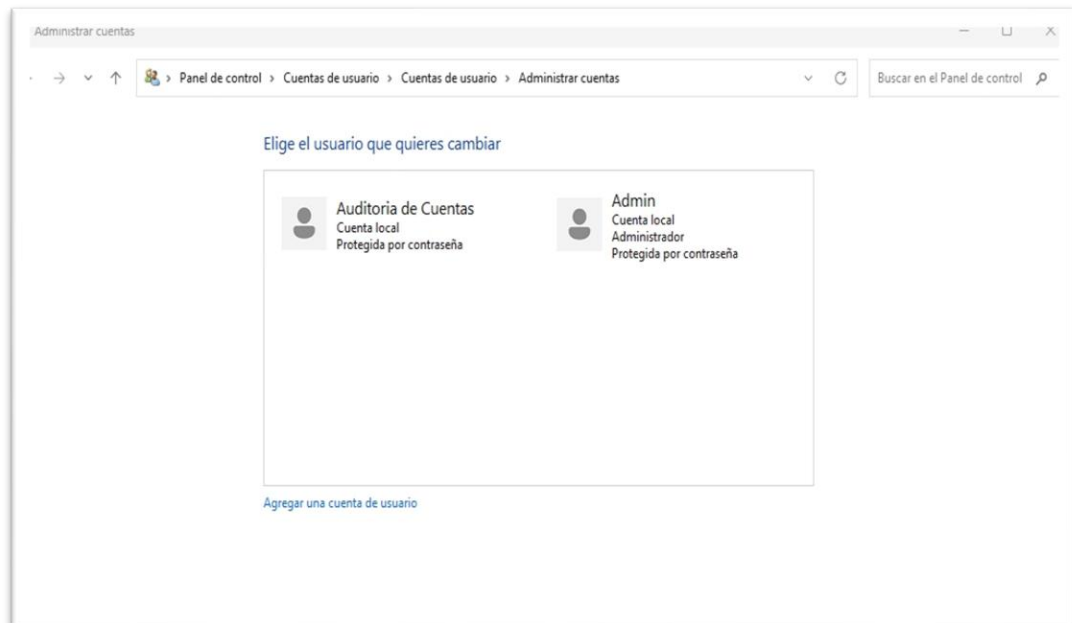 Administrar cuentas
Panel de control > Cuentas de usuario > Cuentas de usuario > Administrar cuentas
Buscar en el Panel de control
Elige el usuario que quieres cambiar
Auditoria de Cuentas
Cuenta local
Protegida por contraseña
Admin
Cuenta local
Administrador
Protegida por contraseña
Agregar una cuenta de usuario